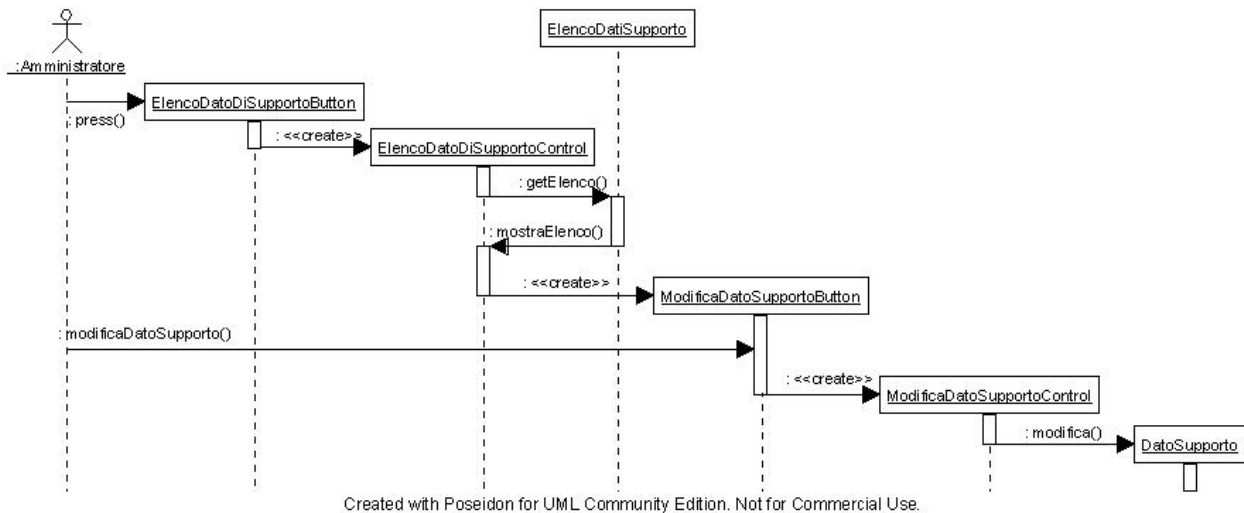 ElencoDatiSupporto
:Amministratore
ElencoDatoDiSupportoButton
: press()
: <<create>>
ElencoDatoDiSupportoControl
: getElenco()
: mostraElenco()
: <<create>>
ModificaDatoSupportoButton
: modificaDatoSupporto()
: <<create>>
ModificaDatoSupportoControl
: modifica()
DatoSupporto
Created with Poseidon for UML Community Edition. Not for Commercial Use.